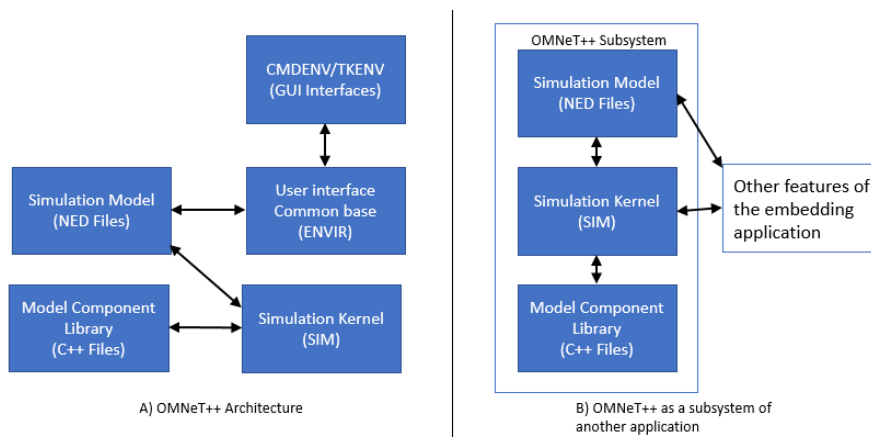 CMDENV/TKENV
(GUI Interfaces)
Simulation Model
(NED Files)
User interface
Common base
(ENVIR)
Model Component
Library
(C++ Files)
Simulation Kernel
(SIM)
A) OMNeT++ Architecture
OMNeT++ Subsystem
Simulation Model
(NED Files)
Simulation Kernel
(SIM)
Model Component
Library
(C++ Files)
Other features of
the embedding
application
B) OMNeT++ as a subsystem of
another application